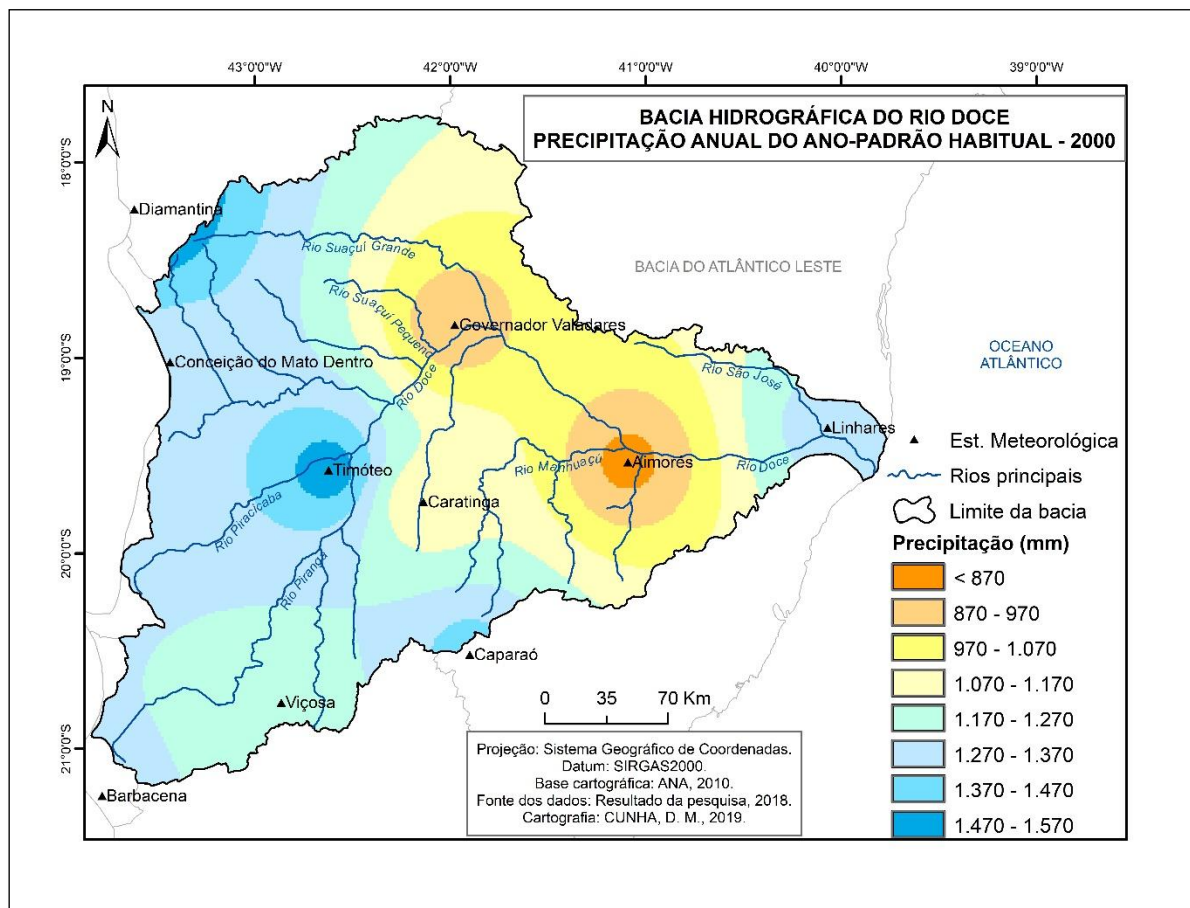 43°0'0"W 42°0'0"W 41°0'0"W 40°0'0"W 39°0'0"W
N
BACIA HIDROGRÁFICA DO RIO DOCE
PRECIPITAÇÃO ANUAL DO ANO-PADRÃO HABITUAL - 2000
18°0'0"S
19°0'0"S
20°0'0"S
21°0'0"S
Diamantina
Rio Suaçuí Grande
BACIA DO ATLÂNTICO LESTE
Rio Suaçuí Pequeno
Governador Valadares
OCEANO
ATLÂNTICO
Conceição do Mato Dentro
Rio Doce
Rio São José
Linhares
Timóteo
Rio Manhuaçú
Aimores
Rio Doce
Caratinga
Rio Piracicaba
Rio Piranga
Caparaó
Viçosa
Barbacena
0 35 70 Km
Projeção: Sistema Geográfico de Coordenadas.
Datum: SIRGAS2000.
Base cartográfica: ANA, 2010.
Fonte dos dados: Resultado da pesquisa, 2018.
Cartografia: CUNHA, D. M., 2019.
Est. Meteorológica
Rios principais
Limite da bacia
Precipitação (mm)
< 870
870 - 970
970 - 1.070
1.070 - 1.170
1.170 - 1.270
1.270 - 1.370
1.370 - 1.470
1.470 - 1.570